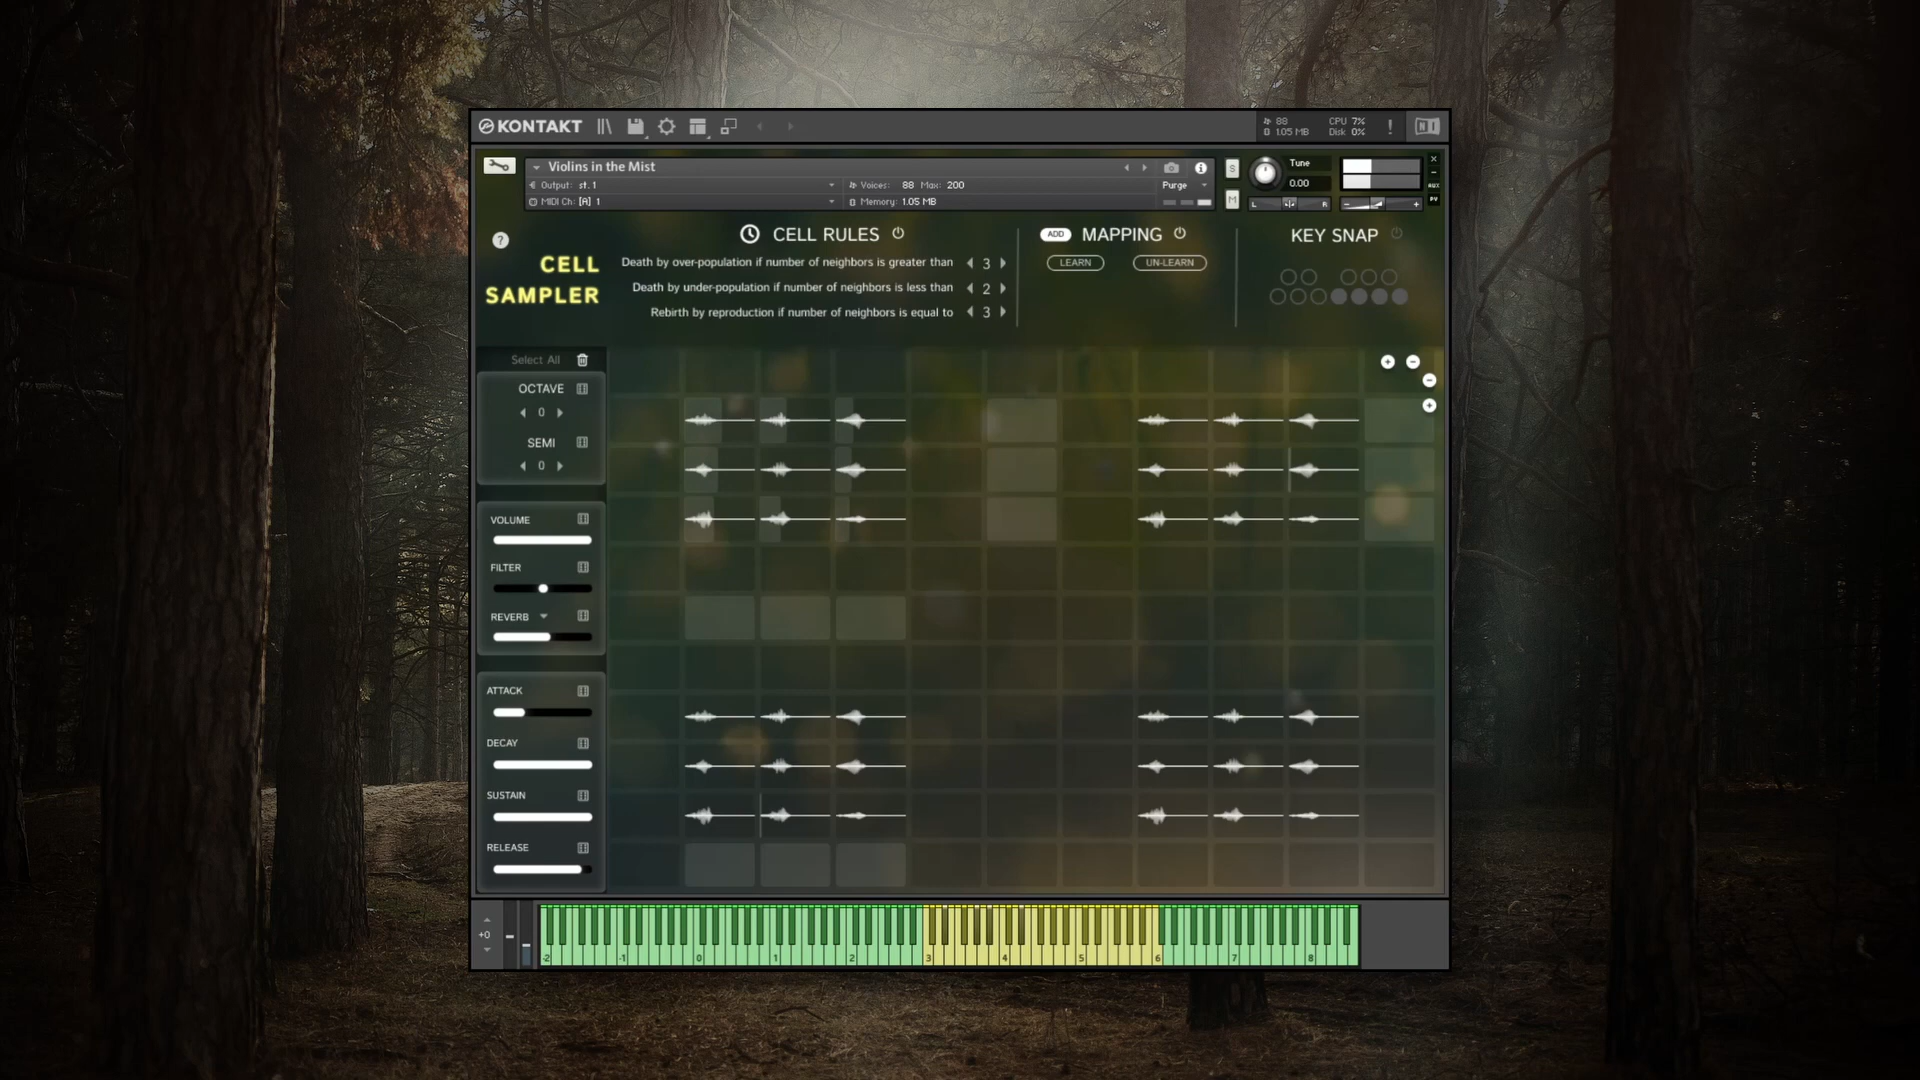 KONTAKT
88
1.05 MB
CPU 7%
Disk 0%
!
NI
Violins in the Mist
Output: st.1
Voices: 88 Max: 200
Purge
MIDI Ch: [A] 1
Memory: 1.05 MB
S
M
Tune
0.00
L R
- +
AUX
PV
?
CELL
SAMPLER
CELL RULES
Death by over-population if number of neighbors is greater than 3
Death by under-population if number of neighbors is less than 2
Rebirth by reproduction if number of neighbors is equal to 3
ADD MAPPING
LEARN UN-LEARN
KEY SNAP
Select All
OCTAVE
0
SEMI
0
VOLUME
FILTER
REVERB
ATTACK
DECAY
SUSTAIN
RELEASE
+0
-2 -1 0 1 2 3 4 5 6 7 8